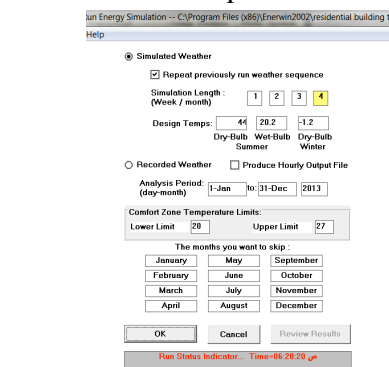 un Energy Simulation -- C:\Program Files (x86)\Enerwin2002\residential building t
Help
Simulated Weather
Repeat previously run weather sequence
Simulation Length :
(Week / month)
1 2 3 4
Design Temps: 44 20.2 -1.2
Dry-Bulb Wet-Bulb Dry-Bulb
Summer Winter
Recorded Weather Produce Hourly Output File
Analysis Period:
(day-month)
1-Jan to: 31-Dec 2013
Comfort Zone Temperature Limits:
Lower Limit 20 Upper Limit 27
The months you want to skip :
January May September
February June October
March July November
April August December
OK Cancel Review Results
Run Status Indicator... Time=06:20:20 ص